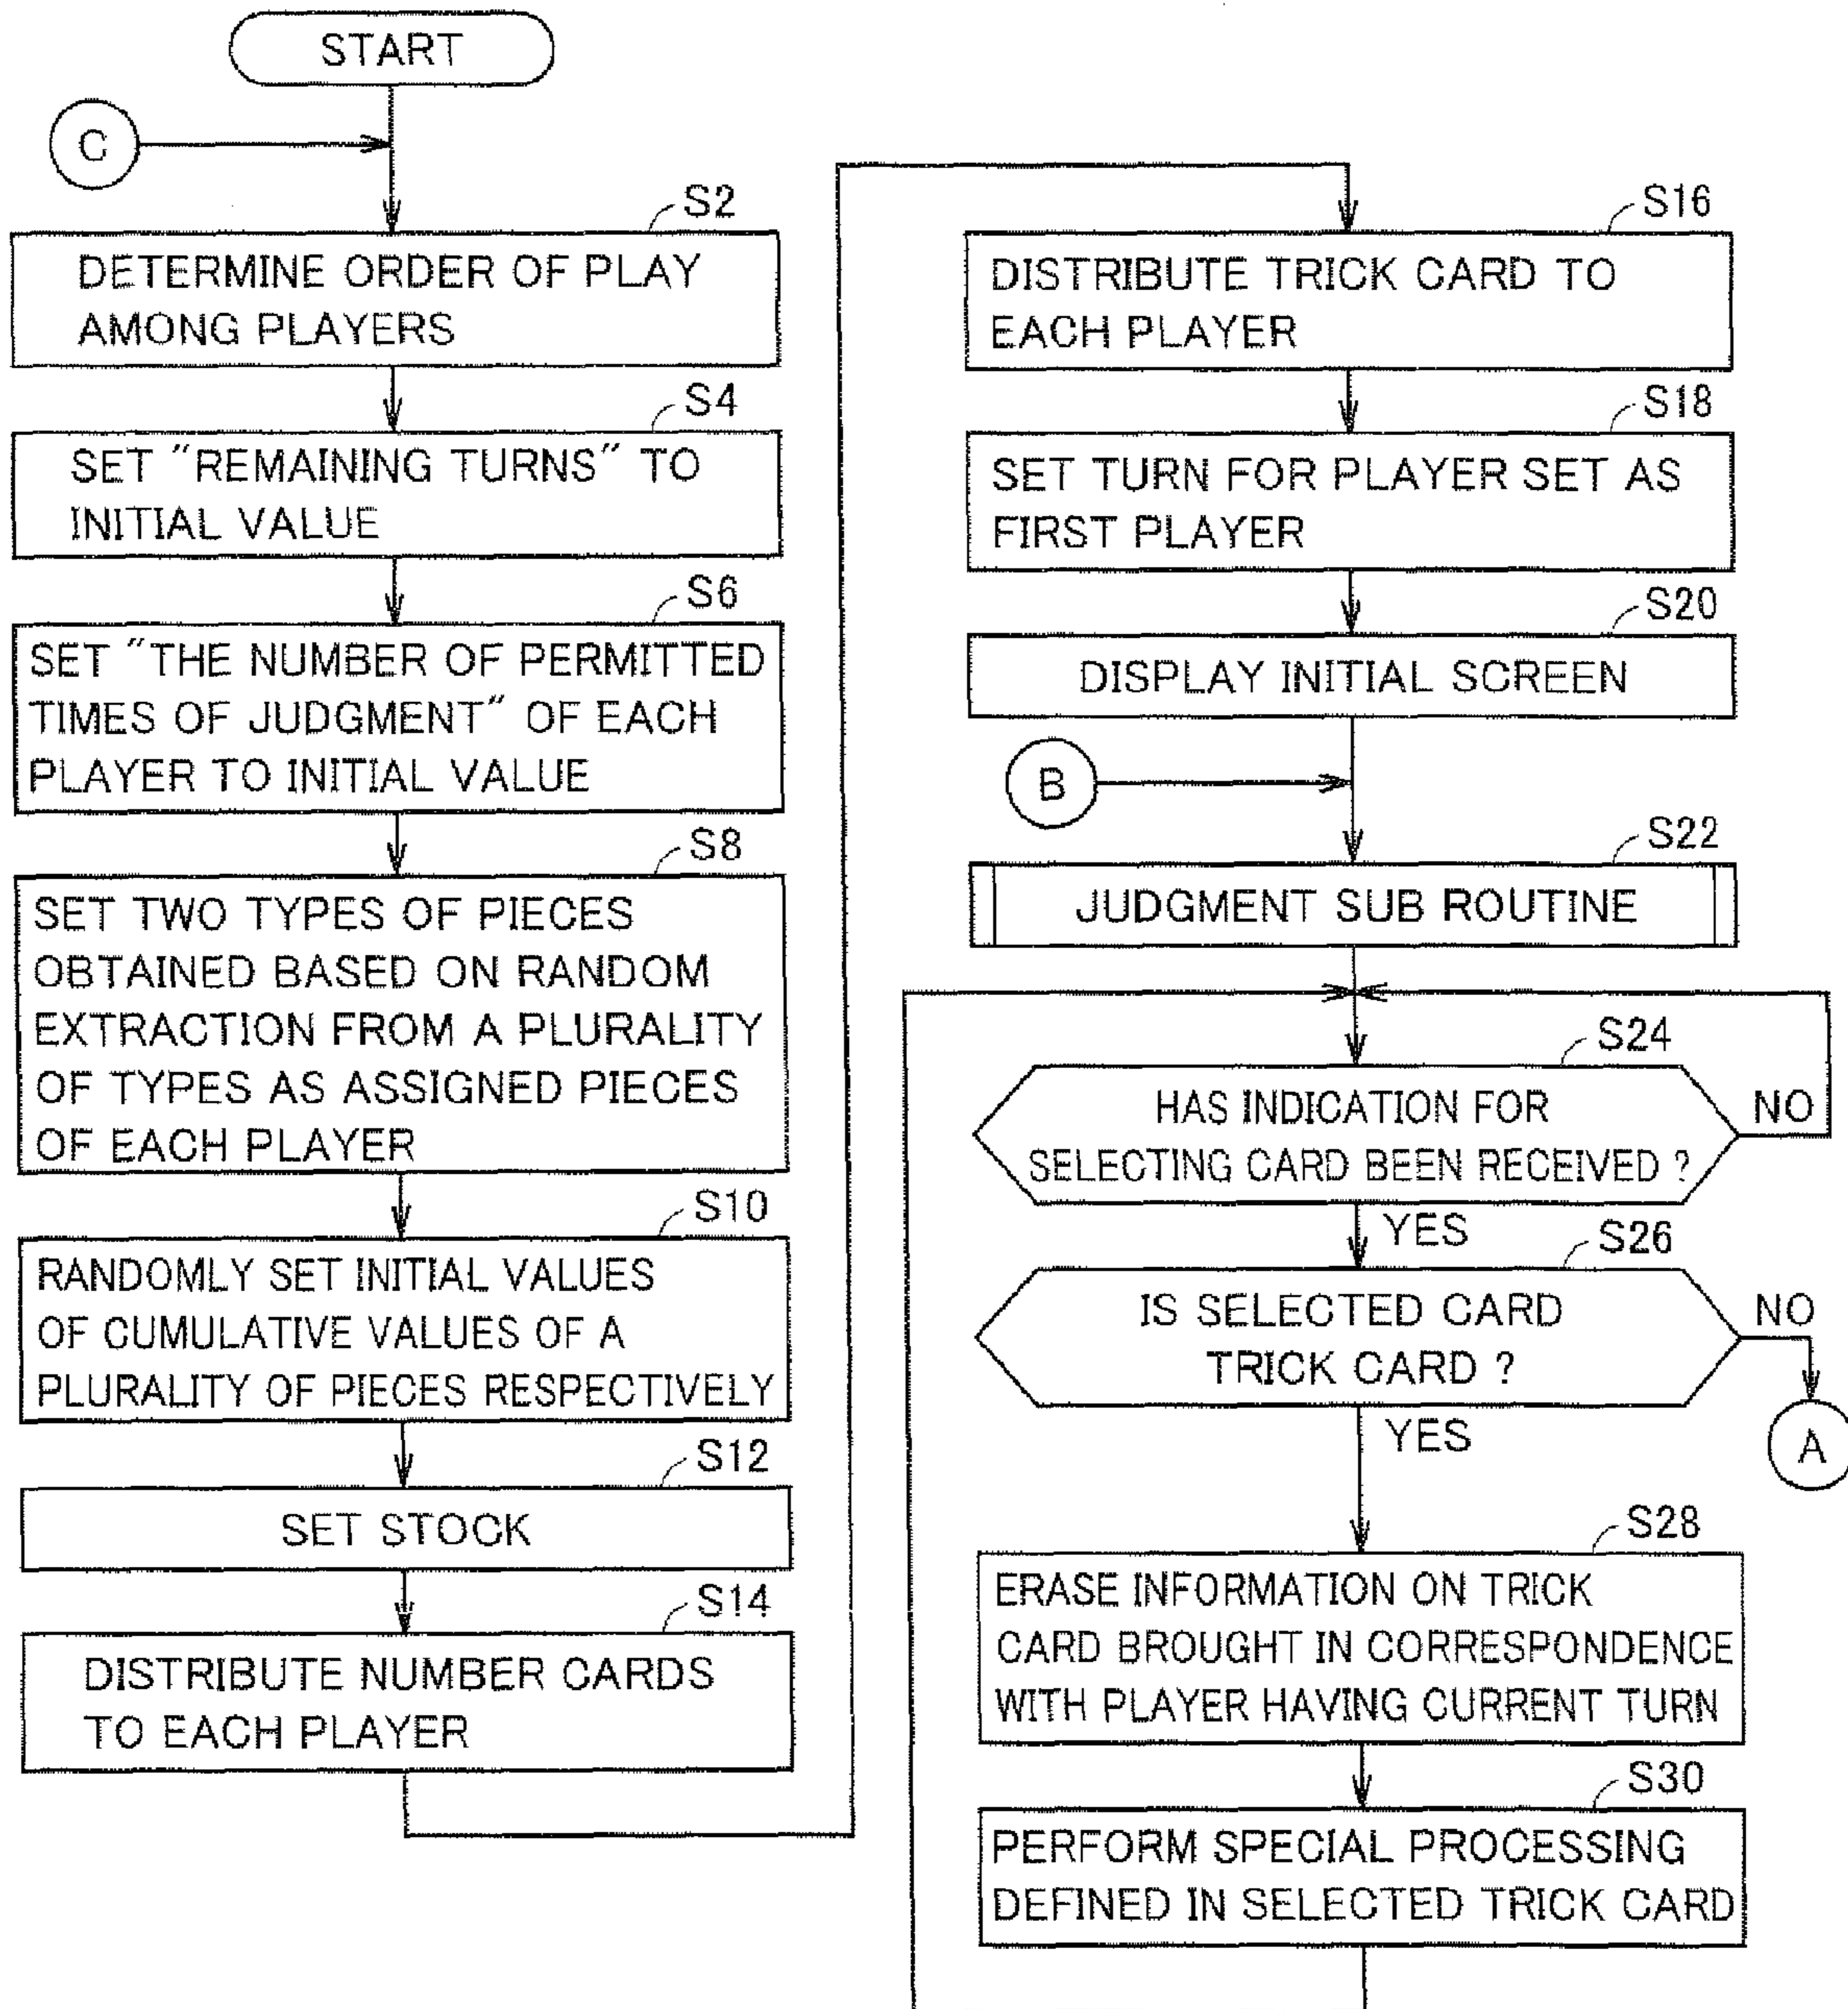 START
C
S2
DETERMINE ORDER OF PLAY
AMONG PLAYERS
S4
SET "REMAINING TURNS" TO
INITIAL VALUE
S6
SET "THE NUMBER OF PERMITTED
TIMES OF JUDGMENT" OF EACH
PLAYER TO INITIAL VALUE
S8
SET TWO TYPES OF PIECES
OBTAINED BASED ON RANDOM
EXTRACTION FROM A PLURALITY
OF TYPES AS ASSIGNED PIECES
OF EACH PLAYER
S10
RANDOMLY SET INITIAL VALUES
OF CUMULATIVE VALUES OF A
PLURALITY OF PIECES RESPECTIVELY
S12
SET STOCK
S14
DISTRIBUTE NUMBER CARDS
TO EACH PLAYER
S16
DISTRIBUTE TRICK CARD TO
EACH PLAYER
S18
SET TURN FOR PLAYER SET AS
FIRST PLAYER
S20
DISPLAY INITIAL SCREEN
B
S22
JUDGMENT SUB ROUTINE
S24
HAS INDICATION FOR
SELECTING CARD BEEN RECEIVED ?
NO
YES
S26
IS SELECTED CARD
TRICK CARD ?
NO
YES
A
S28
ERASE INFORMATION ON TRICK
CARD BROUGHT IN CORRESPONDENCE
WITH PLAYER HAVING CURRENT TURN
S30
PERFORM SPECIAL PROCESSING
DEFINED IN SELECTED TRICK CARD